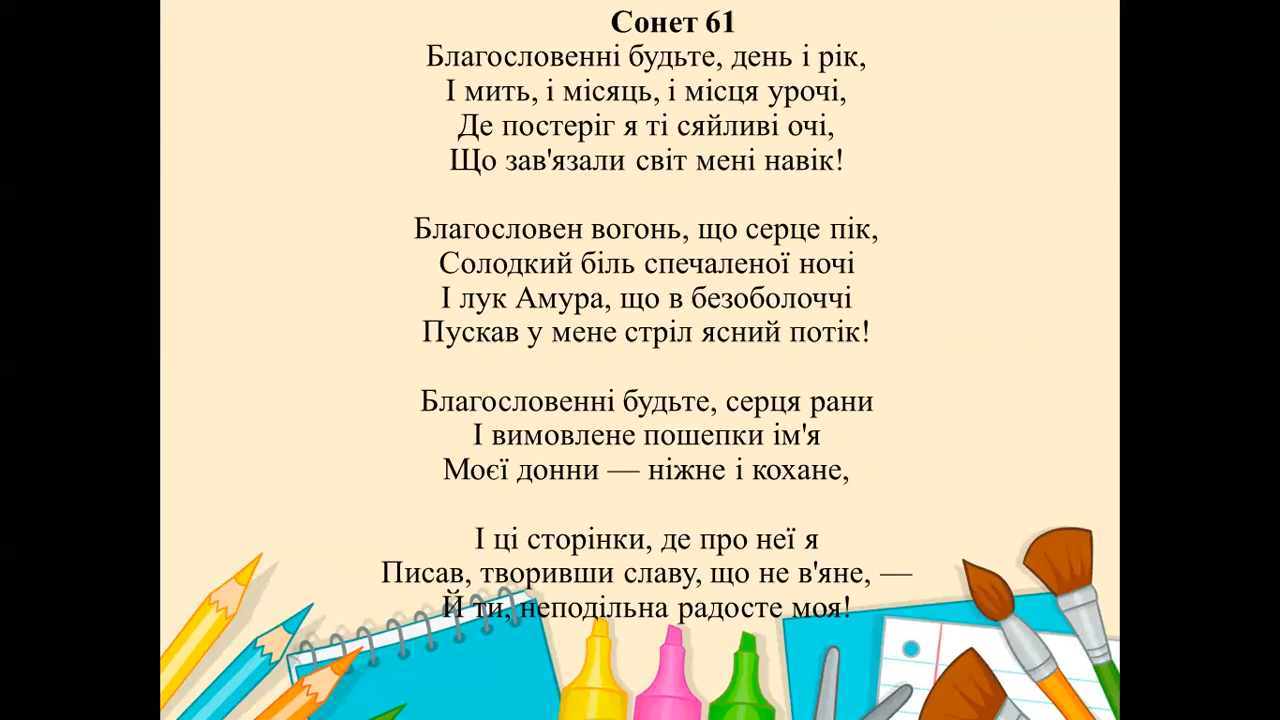 Сонет 61
Благословенні будьте, день і рік,
І мить, і місяць, і місця урочі,
Де постеріг я ті сяйливі очі,
Що зав'язали світ мені навік!
Благословен вогонь, що серце пік,
Солодкий біль спечаленої ночі
І лук Амура, що в безоболоччі
Пускав у мене стріл ясний потік!
Благословенні будьте, серця рани
І вимовлене пошепки ім'я
Моєї донни — ніжне і кохане,
І ці сторінки, де про неї я
Писав, творивши славу, що не в'яне, —
Й ти, неподільна радосте моя!